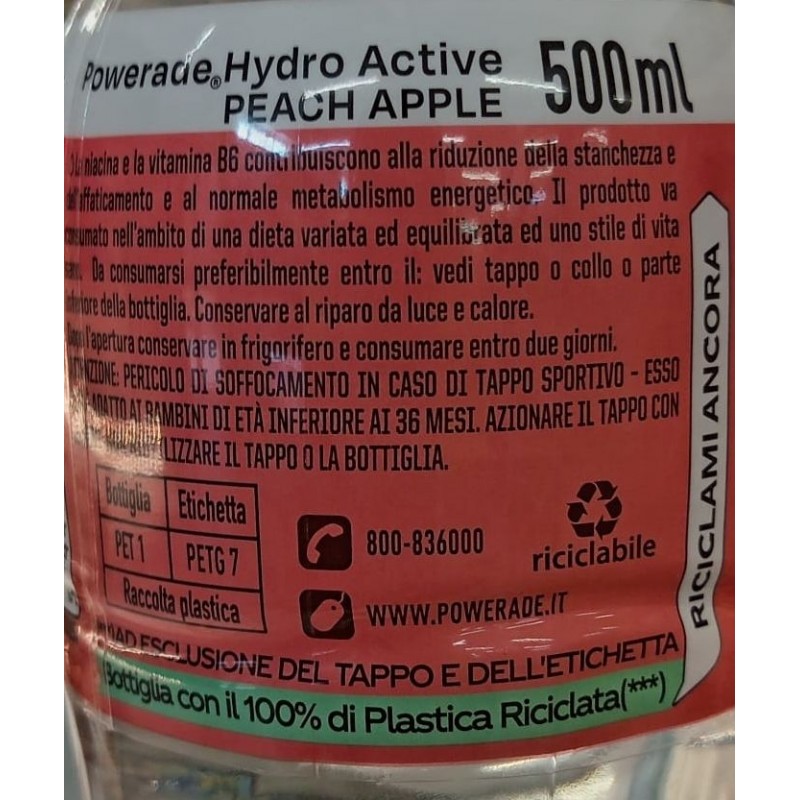 Powerade® Hydro Active
PEACH APPLE
500ml
niacina e la vitamina B6 contribuiscono alla riduzione della stanchezza e
dell'affaticamento e al normale metabolismo energetico. Il prodotto va
consumato nell'ambito di una dieta variata ed equilibrata ed uno stile di vita
sano. Da consumarsi preferibilmente entro il: vedi tappo o collo o parte
inferiore della bottiglia. Conservare al riparo da luce e calore.
Dopo l'apertura conservare in frigorifero e consumare entro due giorni.
ATTENZIONE: PERICOLO DI SOFFOCAMENTO IN CASO DI TAPPO SPORTIVO - ESSO
ADATTO AI BAMBINI DI ETÀ INFERIORE AI 36 MESI. AZIONARE IL TAPPO CON
IL TAPPO O LA BOTTIGLIA.
Bottiglia Etichetta
PET 1 PETG 7
Raccolta plastica
800-836000
WWW.POWERADE.IT
riciclabile
RICICLAMI ANCORA
AD ESCLUSIONE DEL TAPPO E DELL'ETICHETTA
Bottiglia con il 100% di Plastica Riciclata(***)